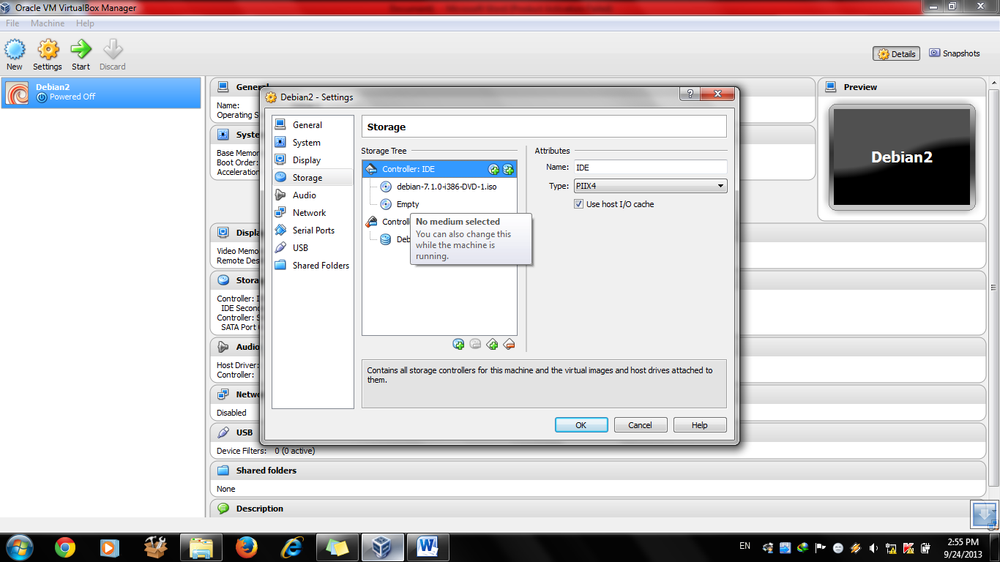 Oracle VM VirtualBox Manager
File Machine Help
New Settings Start Discard
Details Snapshots
Debian2
Powered Off
General
Name:
Operating S
Syste
Base Memor
Boot Order:
Acceleration
Displa
Video Memo
Remote Des
Storag
Controller: I
IDE Second
Controller: S
SATA Port
Audio
Host Driver:
Controller:
Netw
Disabled
USB
Device Filters: 0 (0 active)
Shared folders
None
Description
Preview
Debian2
Debian2 - Settings
General
System
Display
Storage
Audio
Network
Serial Ports
USB
Shared Folders
Storage
Storage Tree
Controller: IDE
debian-7.1.0-i386-DVD-1.iso
Empty
Controll
Deb
No medium selected
You can also change this
while the machine is
running.
Attributes
Name: IDE
Type: PIIX4
Use host I/O cache
Contains all storage controllers for this machine and the virtual images and host drives attached to
them.
OK Cancel Help
EN
2:55 PM
9/24/2013